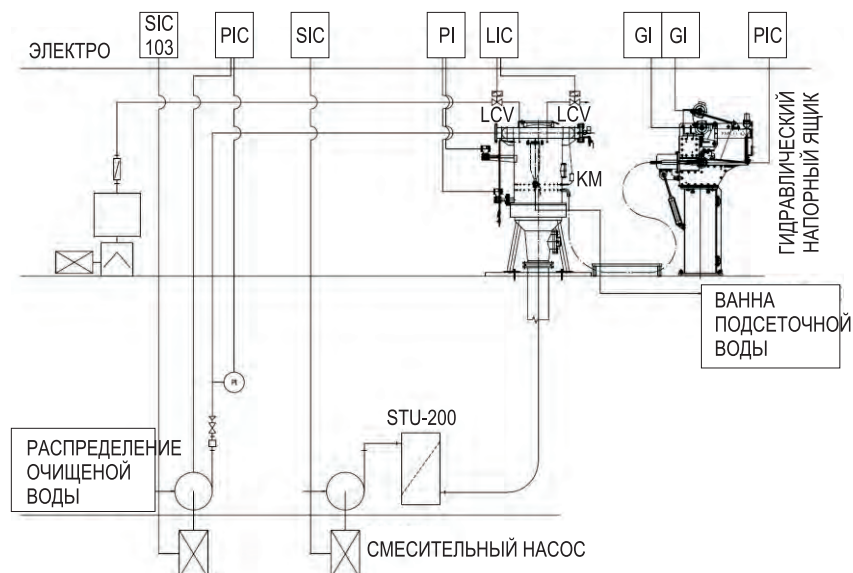 SIC
103
PIC
SIC
PI
LIC
GI
GI
PIC
ЭЛЕКТРО
LCV
LCV
КМ
ГИДРАВЛИЧЕСКИЙ
НАПОРНЫЙ ЯЩИК
ВАННА
ПОДСЕТОЧНОЙ
ВОДЫ
PI
STU-200
РАСПРЕДЕЛЕНИЕ
ОЧИЩЕНОЙ
ВОДЫ
СМЕСИТЕЛЬНЫЙ НАСОС